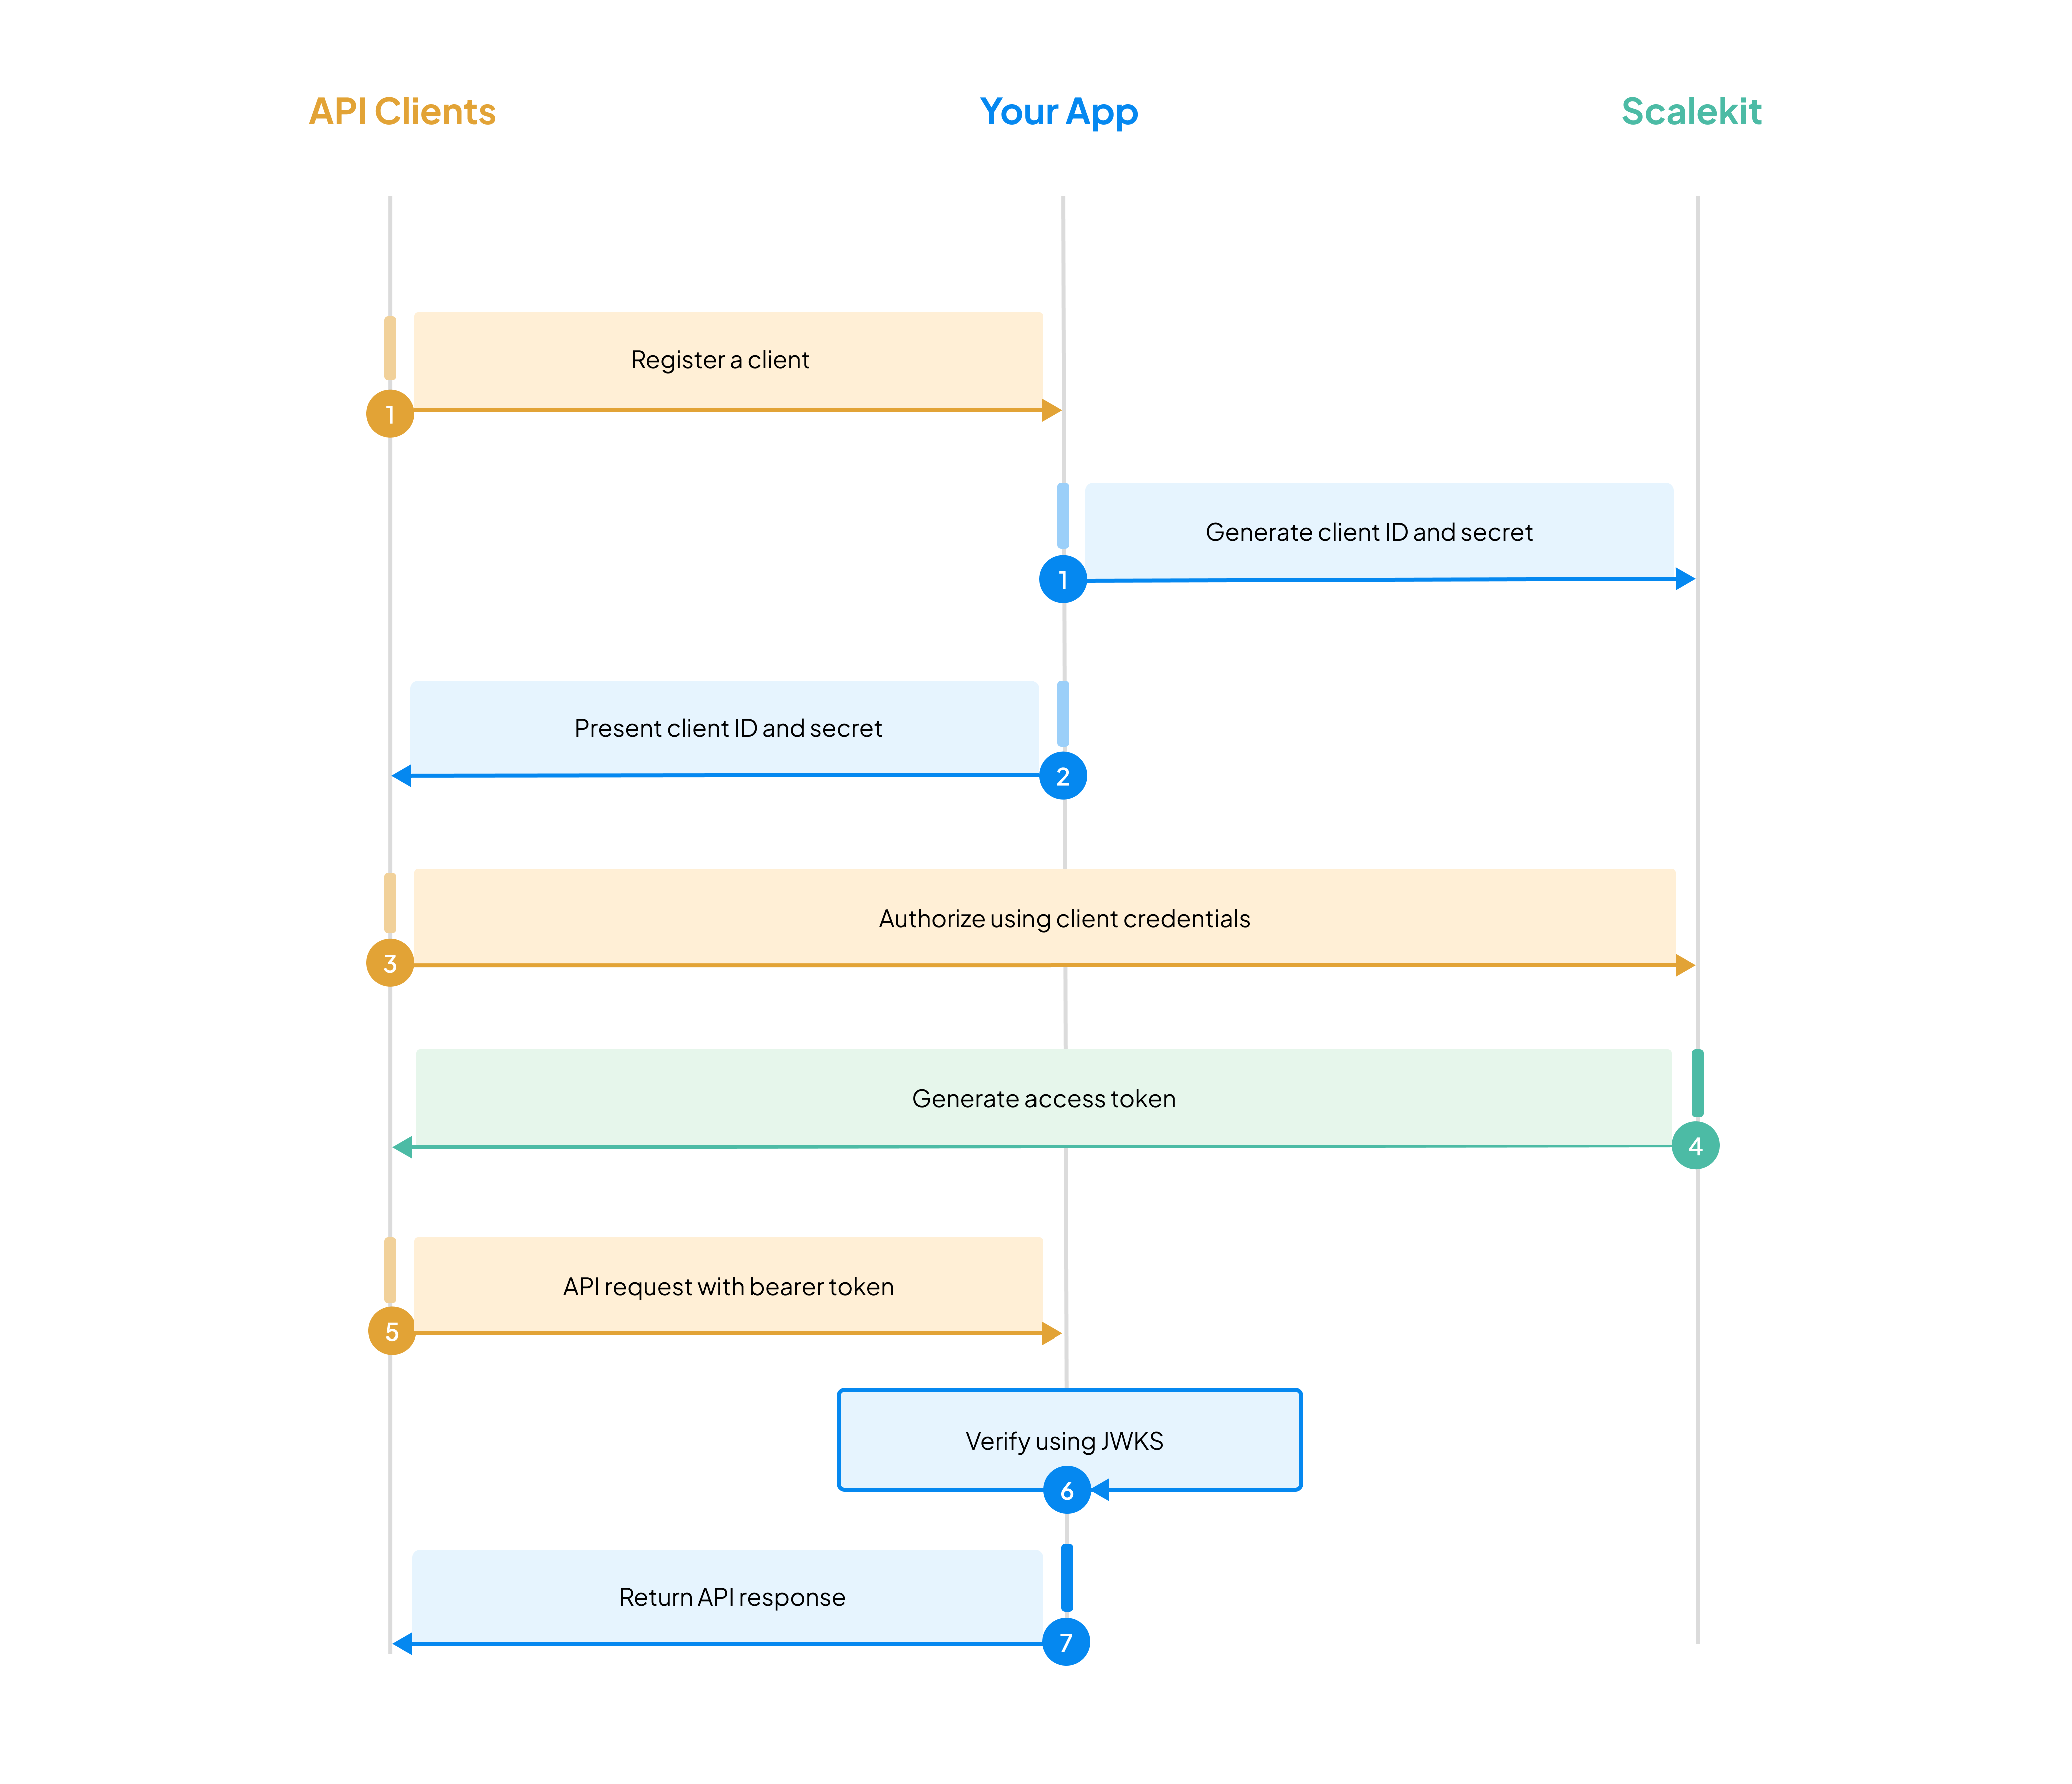 API Clients
Your App
Scalekit
Register a client
1
Generate client ID and secret
1
Present client ID and secret
2
Authorize using client credentials
3
Generate access token
4
API request with bearer token
5
Verify using JWKS
6
Return API response
7